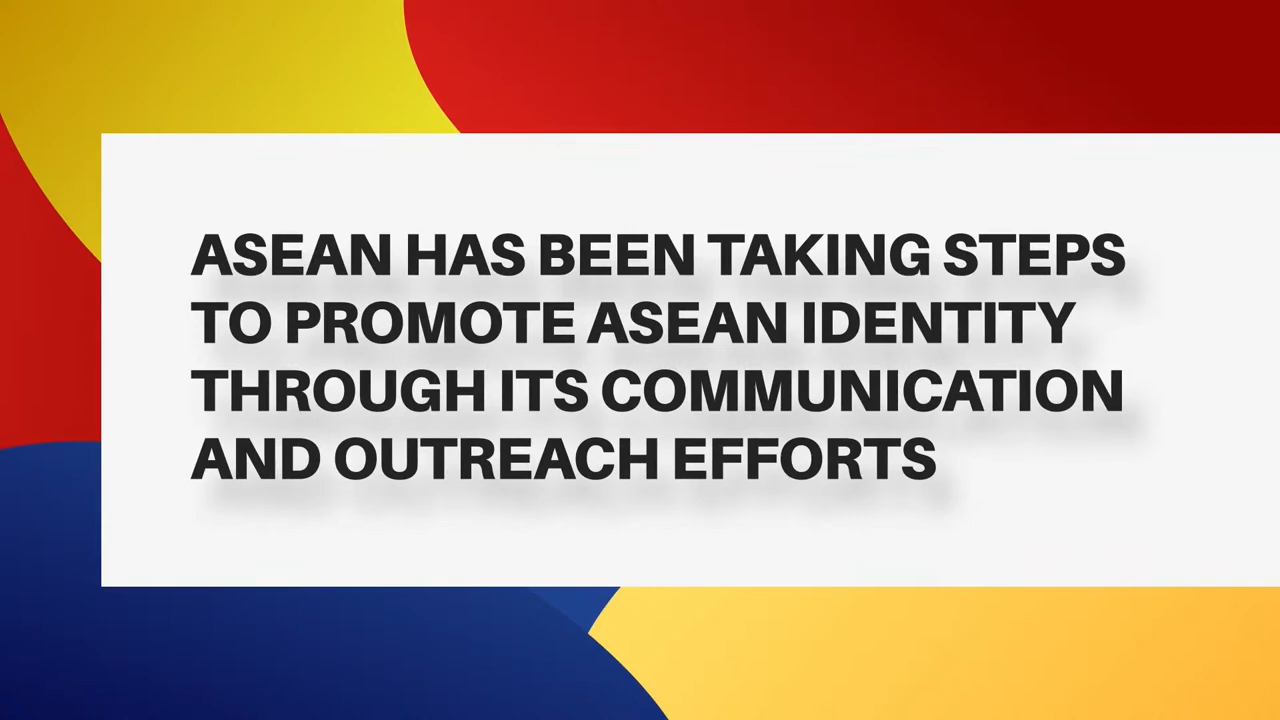 ASEAN HAS BEEN TAKING STEPS
TO PROMOTE ASEAN IDENTITY
THROUGH ITS COMMUNICATION
AND OUTREACH EFFORTS